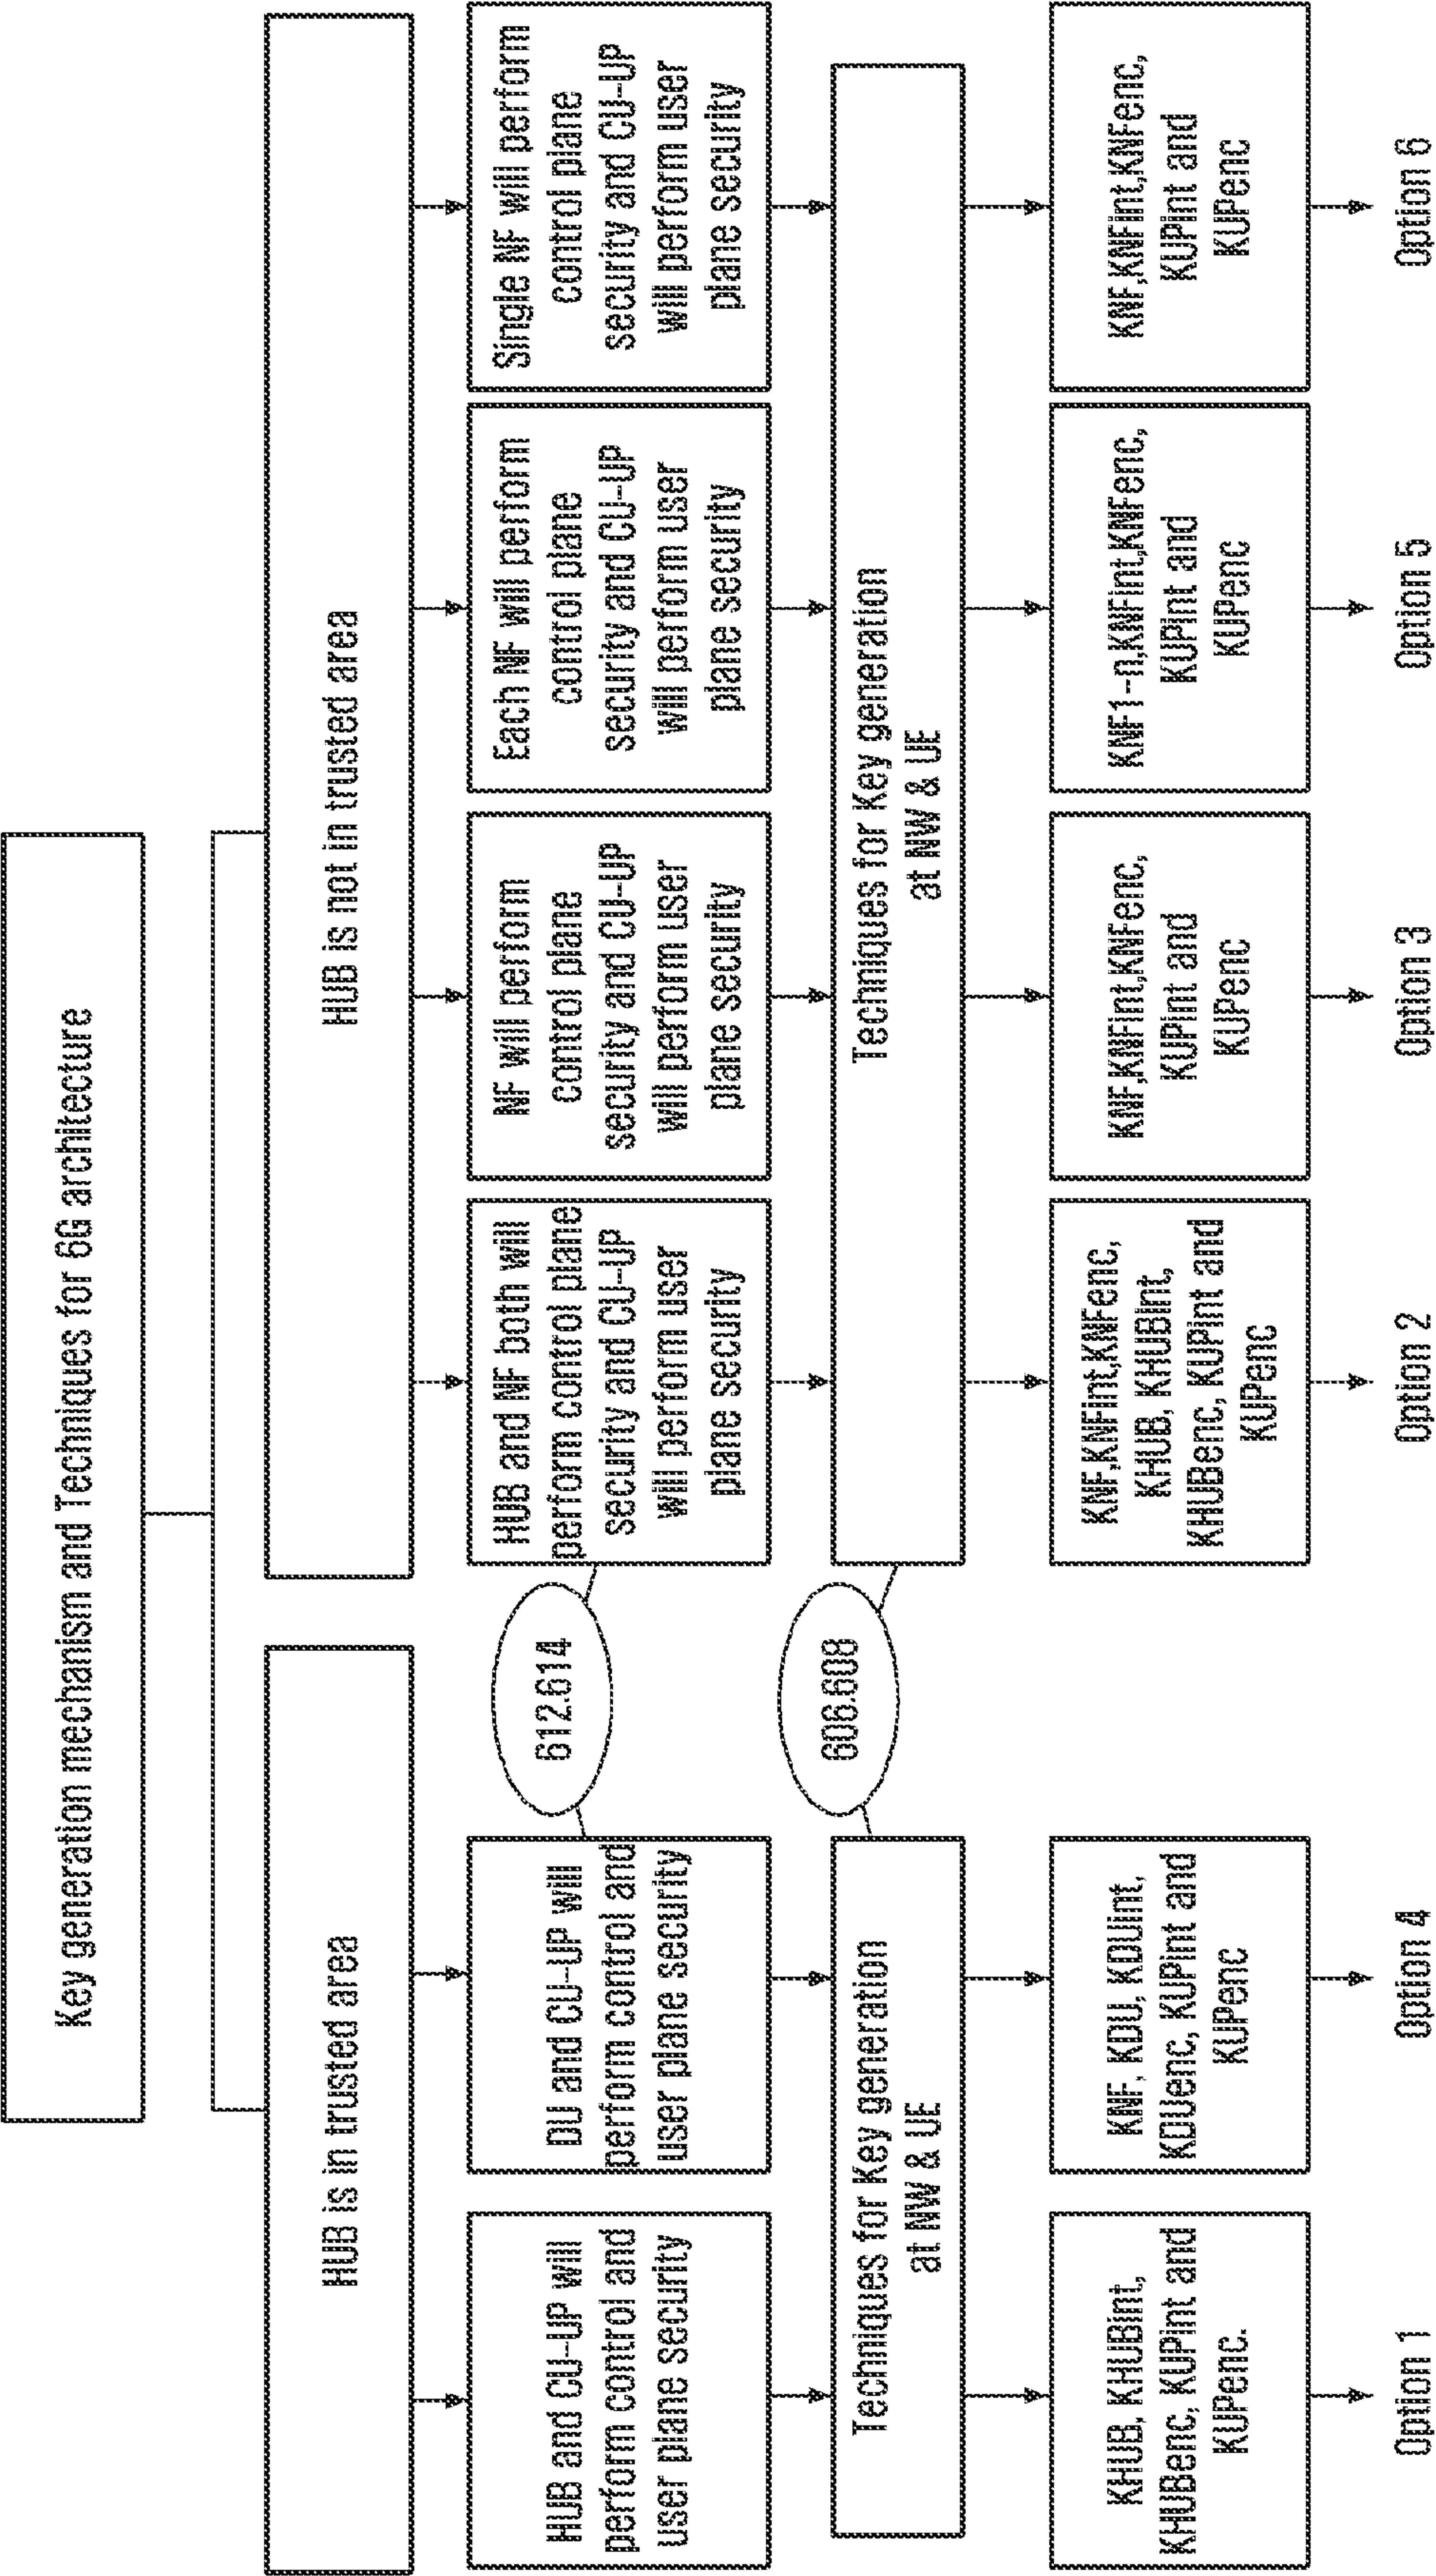 Key generation mechanism and Techniques for 6G architecture
HUB is in trusted area
HUB is not in trusted area
HUB and CU-UP will
perform control and
user plane security
DU and CU-UP will
perform control and
user plane security
612.614
HUB and NF both will
perform control plane
security and CU-UP
will perform user
plane security
NF will perform
control plane
security and CU-UP
will perform user
plane security
Each NF will perform
control plane
security and CU-UP
will perform user
plane security
Single NF will perform
control plane
security and CU-UP
will perform user
plane security
Techniques for Key generation
at NW & UE
606.608
Techniques for Key generation
at NW & UE
KHUB, KHUBint,
KHUBenc, KUPint and
KUPenc.
KNF, KDU, KDUint,
KDUenc, KUPint and
KUPenc
KNF,KNFint,KNFenc,
KHUB, KHUBint,
KHUBenc, KUPint and
KUPenc
KNF,KNFint,KNFenc,
KUPint and
KUPenc
KNF1-n,KNFint,KNFenc,
KUPint and
KUPenc
KNF,KNFint,KNFenc,
KUPint and
KUPenc
Option 1
Option 4
Option 2
Option 3
Option 5
Option 6